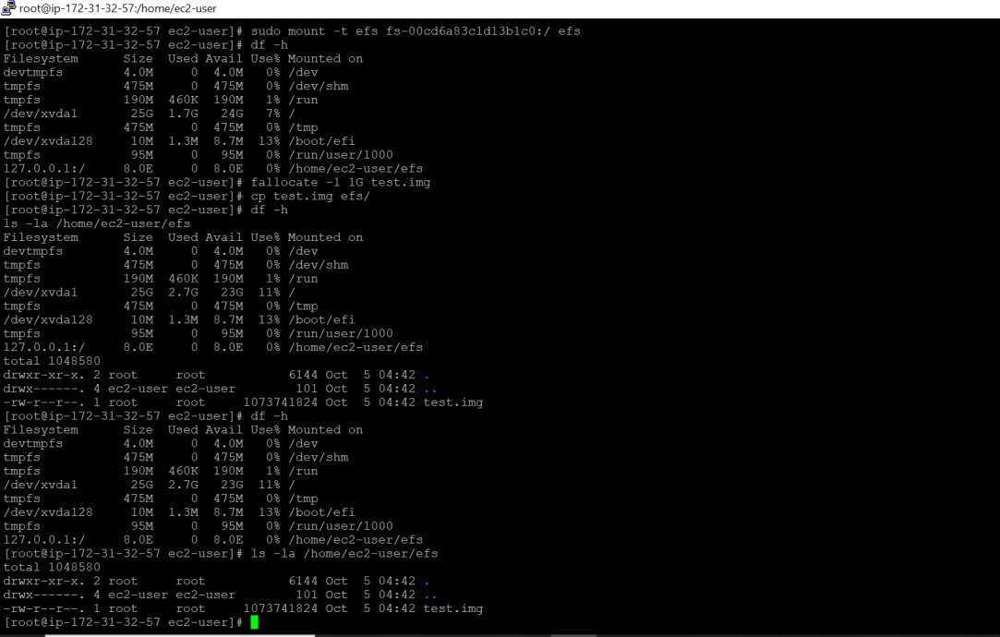 root@ip-172-31-32-57:/home/ec2-user
[root@ip-172-31-32-57 ec2-user]# sudo mount -t efs fs-00cd6a83c1d13b1c0:/ efs
[root@ip-172-31-32-57 ec2-user]# df -h
Filesystem      Size  Used Avail Use% Mounted on
devtmpfs        4.0M     0  4.0M   0% /dev
tmpfs           475M     0  475M   0% /dev/shm
tmpfs           190M  460K  190M   1% /run
/dev/xvda1       25G  1.7G   24G   7% /
tmpfs           475M     0  475M   0% /tmp
/dev/xvda128     10M  1.3M  8.7M  13% /boot/efi
tmpfs            95M     0   95M   0% /run/user/1000
127.0.0.1:/     8.0E     0  8.0E   0% /home/ec2-user/efs
[root@ip-172-31-32-57 ec2-user]# fallocate -l 1G test.img
[root@ip-172-31-32-57 ec2-user]# cp test.img efs/
[root@ip-172-31-32-57 ec2-user]# df -h
ls -la /home/ec2-user/efs
Filesystem      Size  Used Avail Use% Mounted on
devtmpfs        4.0M     0  4.0M   0% /dev
tmpfs           475M     0  475M   0% /dev/shm
tmpfs           190M  460K  190M   1% /run
/dev/xvda1       25G  2.7G   23G  11% /
tmpfs           475M     0  475M   0% /tmp
/dev/xvda128     10M  1.3M  8.7M  13% /boot/efi
tmpfs            95M     0   95M   0% /run/user/1000
127.0.0.1:/     8.0E     0  8.0E   0% /home/ec2-user/efs
total 1048580
drwxr-xr-x. 2 root     root           6144 Oct  5 04:42 .
drwx------. 4 ec2-user ec2-user        101 Oct  5 04:42 ..
-rw-r--r--. 1 root     root     1073741824 Oct  5 04:42 test.img
[root@ip-172-31-32-57 ec2-user]# df -h
Filesystem      Size  Used Avail Use% Mounted on
devtmpfs        4.0M     0  4.0M   0% /dev
tmpfs           475M     0  475M   0% /dev/shm
tmpfs           190M  460K  190M   1% /run
/dev/xvda1       25G  2.7G   23G  11% /
tmpfs           475M     0  475M   0% /tmp
/dev/xvda128     10M  1.3M  8.7M  13% /boot/efi
tmpfs            95M     0   95M   0% /run/user/1000
127.0.0.1:/     8.0E     0  8.0E   0% /home/ec2-user/efs
[root@ip-172-31-32-57 ec2-user]# ls -la /home/ec2-user/efs
total 1048580
drwxr-xr-x. 2 root     root           6144 Oct  5 04:42 .
drwx------. 4 ec2-user ec2-user        101 Oct  5 04:42 ..
-rw-r--r--. 1 root     root     1073741824 Oct  5 04:42 test.img
[root@ip-172-31-32-57 ec2-user]#